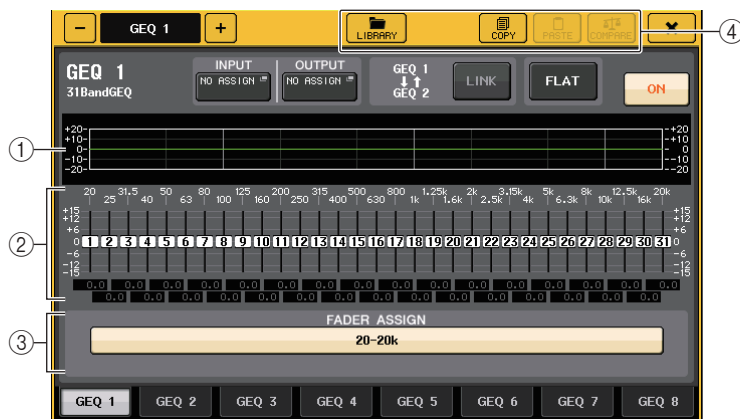 − GEQ 1 + LIBRARY COPY PASTE COMPARE ×
4
GEQ 1
31BandGEQ
INPUT
NO ASSIGN
OUTPUT
NO ASSIGN
GEQ 1
↓↑
GEQ 2
LINK
FLAT
ON
1
+20 +20
+10 +10
0 0
-10 -10
-20 -20
2
20 31.5 50 80 125 200 315 500 800 1.25k 2k 3.15k 5k 8k 12.5k 20k
25 40 63 100 160 250 400 630 1k 1.6k 2.5k 4k 6.3k 10k 16k
+15 +15
+12 +12
+6 +6
0 1 2 3 4 5 6 7 8 9 10 11 12 13 14 15 16 17 18 19 20 21 22 23 24 25 26 27 28 29 30 31 0
-6 -6
-12 -12
-15 -15
0.0 0.0 0.0 0.0 0.0 0.0 0.0 0.0 0.0 0.0 0.0 0.0 0.0 0.0 0.0 0.0
0.0 0.0 0.0 0.0 0.0 0.0 0.0 0.0 0.0 0.0 0.0 0.0 0.0 0.0 0.0
3
FADER ASSIGN
20-20k
GEQ 1 GEQ 2 GEQ 3 GEQ 4 GEQ 5 GEQ 6 GEQ 7 GEQ 8